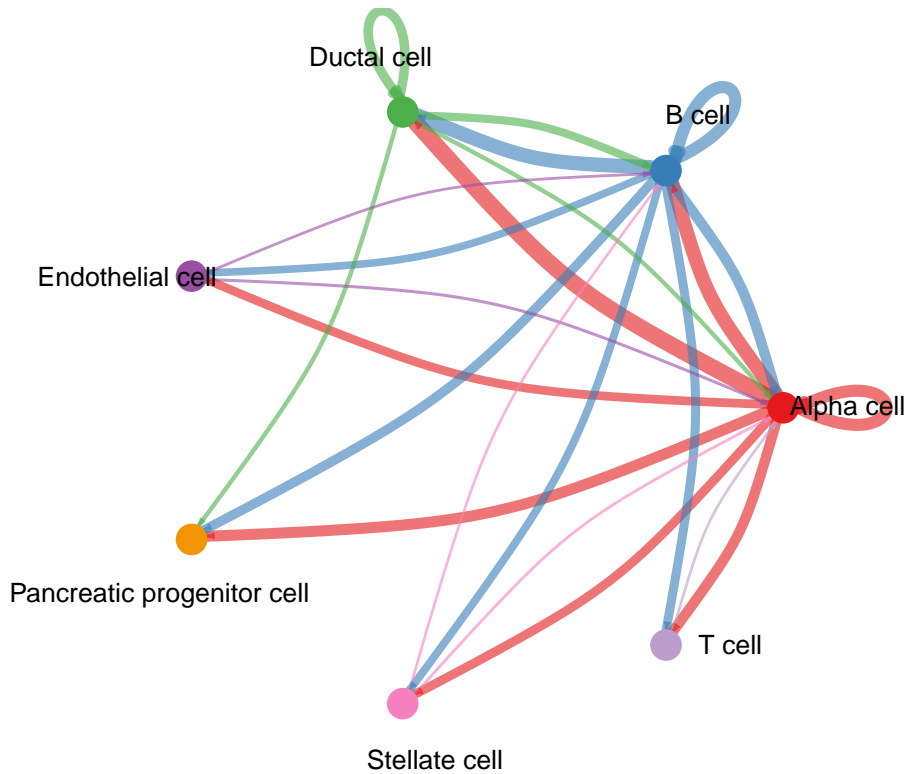 Ductal cell
B cell
Endothelial cell
Alpha cell
Pancreatic progenitor cell
T cell
Stellate cell